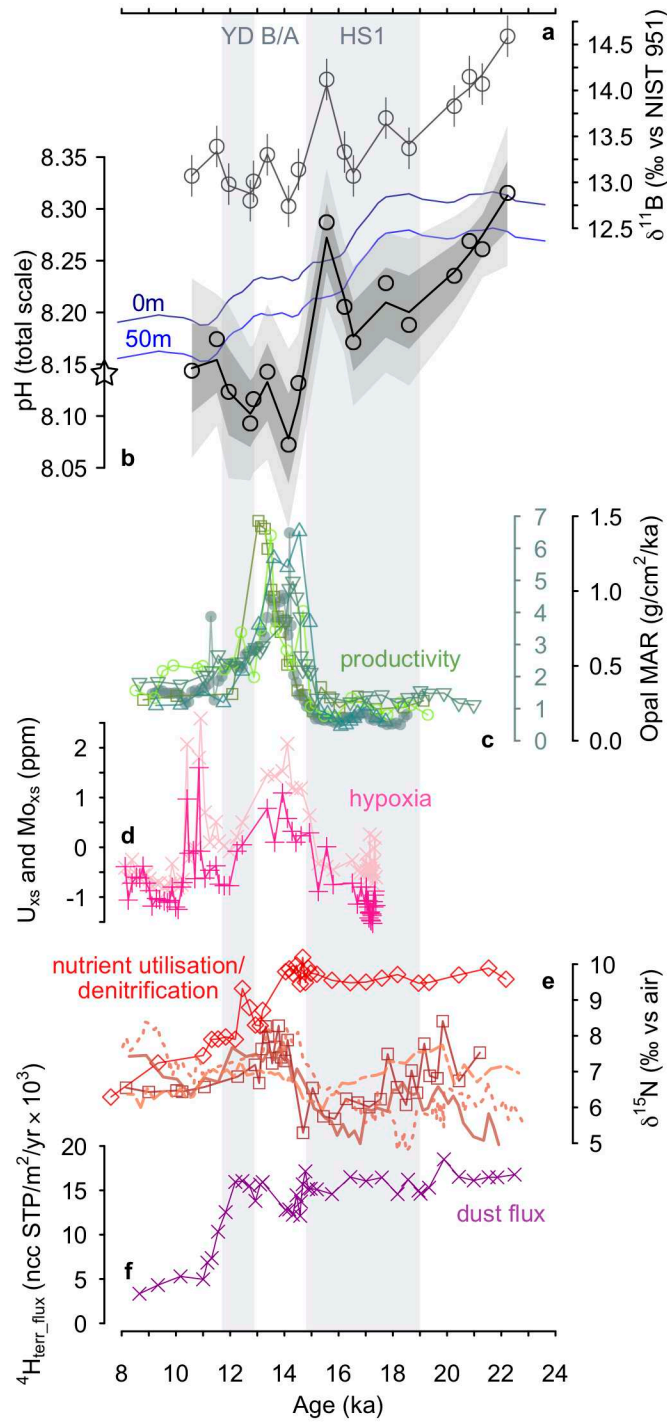 YD B/A HS1 a
14.5
14.0
13.5
13.0
12.5
δ¹¹B (‰ vs NIST 951)
8.35
8.30
8.25
8.20
8.15
8.10
8.05
pH (total scale)
0m
50m
b
7
6
5
4
3
2
1
0
1.5
1.0
0.5
0.0
Opal MAR (g/cm²/ka)
productivity
c
2
1
0
-1
Uxs and Moxs (ppm)
d
hypoxia
nutrient utilisation/
denitrification
e
10
9
8
7
6
5
δ¹⁵N (‰ vs air)
20
15
10
5
0
⁴Hterr_flux (ncc STP/m²/yr × 10³)
dust flux
f
8 10 12 14 16 18 20 22 24
Age (ka)